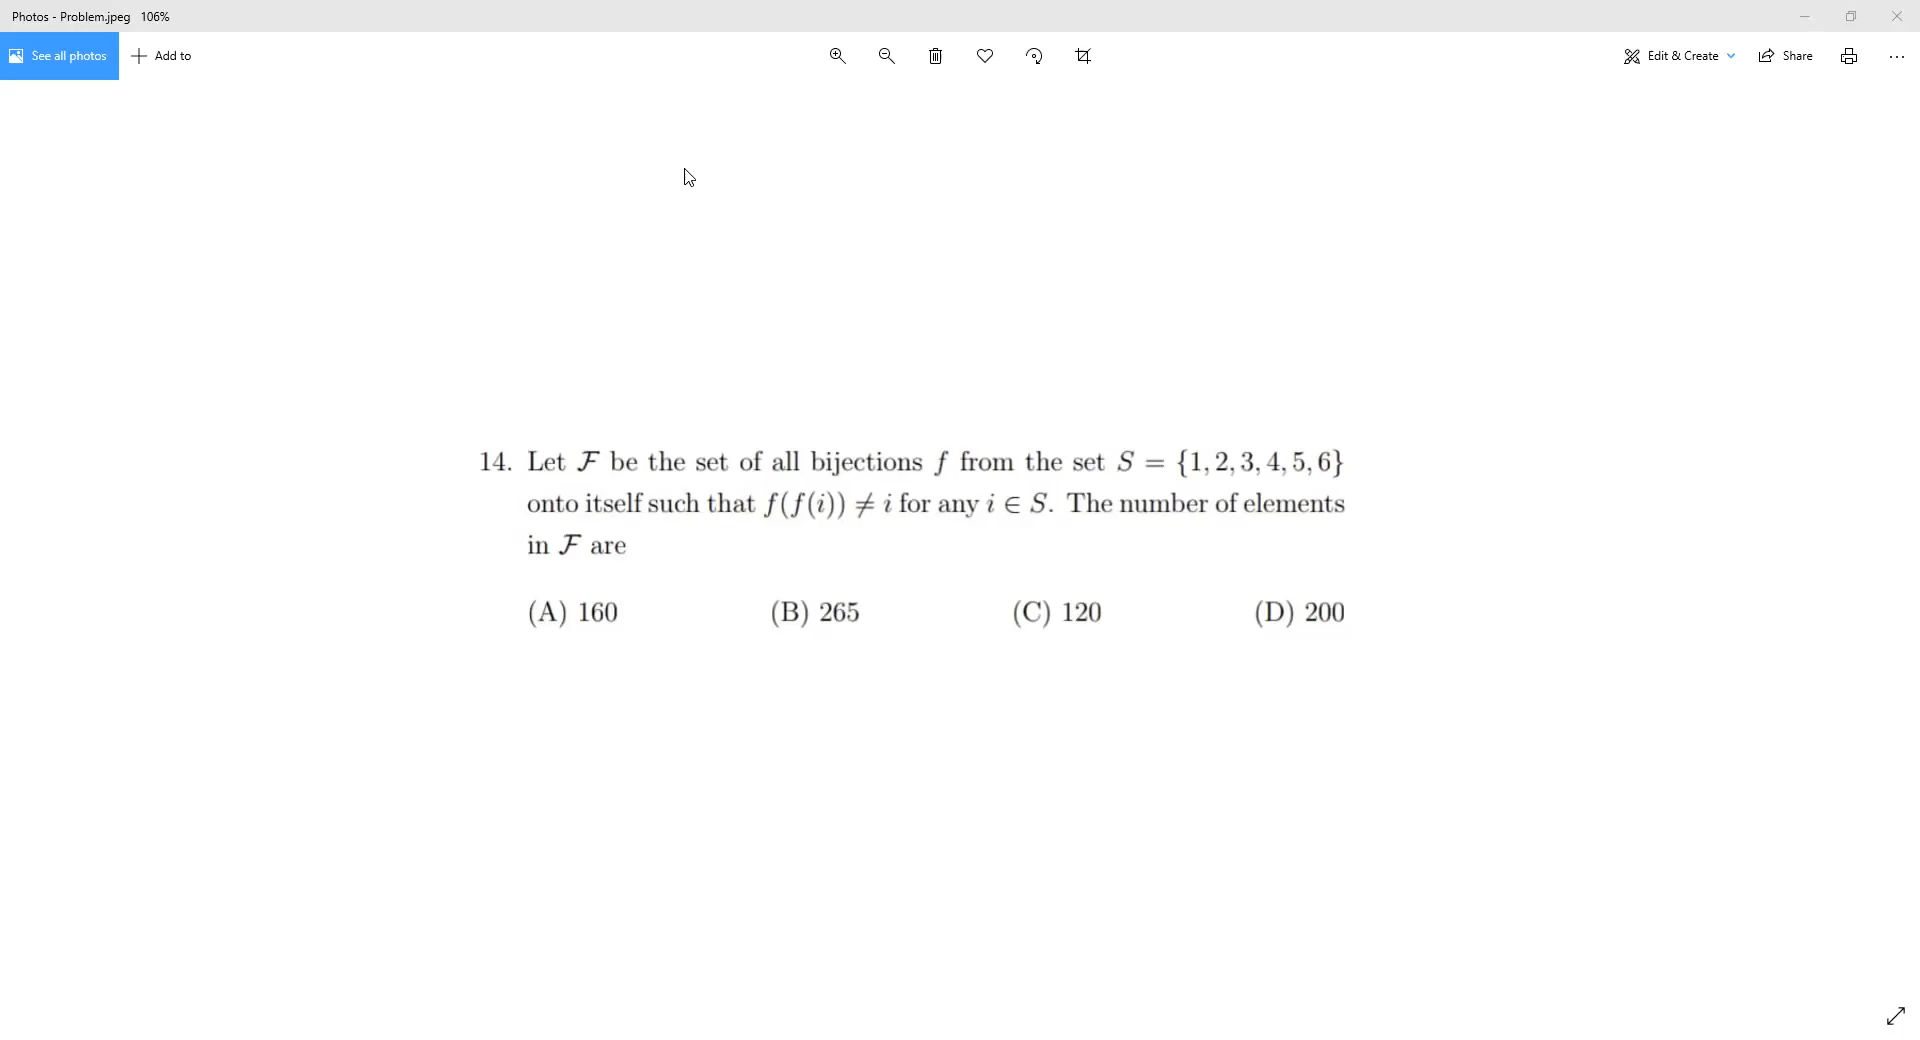 Photos - Problem.jpeg 106%
See all photos
Add to
Edit & Create
Share
14. Let ℱ be the set of all bijections f from the set S = {1, 2, 3, 4, 5, 6}
onto itself such that f(f(i)) ≠ i for any i ∈ S. The number of elements
in ℱ are
(A) 160 (B) 265 (C) 120 (D) 200